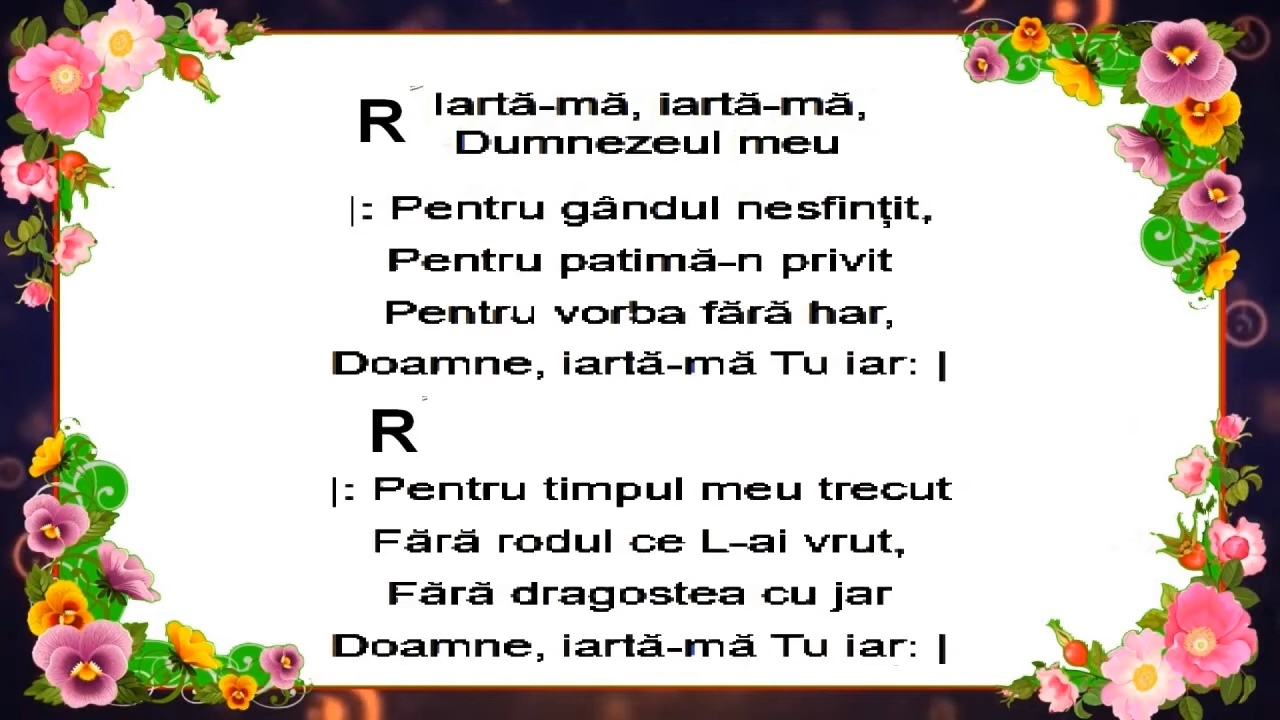 R Iartă-mă, iartă-mă,
Dumnezeul meu
|: Pentru gândul nesfințit,
Pentru patimă-n privit
Pentru vorba fără har,
Doamne, iartă-mă Tu iar: |
R
|: Pentru timpul meu trecut
Fără rodul ce L-ai vrut,
Fără dragostea cu jar
Doamne, iartă-mă Tu iar: |